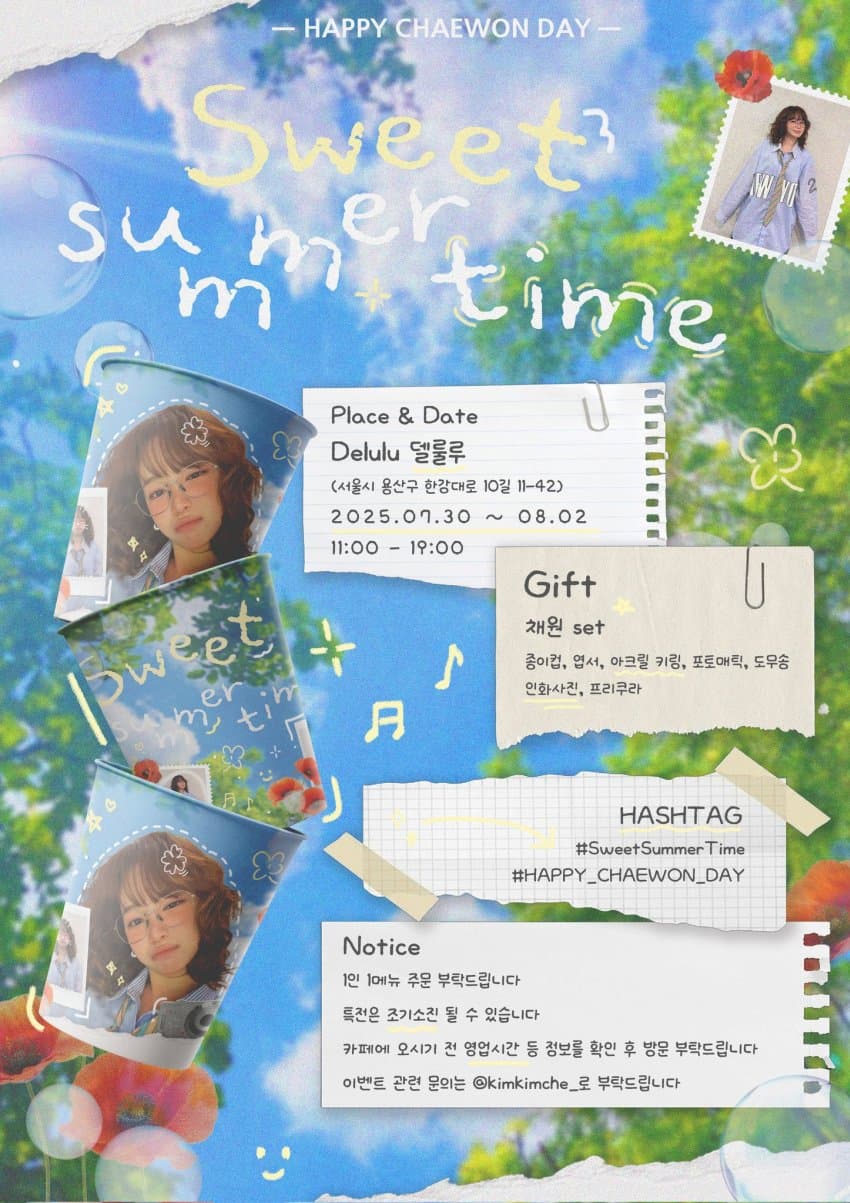 — HAPPY CHAEWON DAY —
Sweet
summer
time
NEW YO
2
Place & Date
Delulu 델룰루
(서울시 용산구 한강대로 10길 11-42)
2025.07.30 ~ 08.02
11:00 - 19:00
Gift
채원 set
종이컵, 엽서, 아크릴 키링, 포토매틱, 도무송
인화사진, 프리쿠라
Sweet
summer time
HASHTAG
#SweetSummerTime
#HAPPY_CHAEWON_DAY
Notice
1인 1메뉴 주문 부탁드립니다
특전은 조기소진 될 수 있습니다
카페에 오시기 전 영업시간 등 정보를 확인 후 방문 부탁드립니다
이벤트 관련 문의는 @kimkimche_로 부탁드립니다